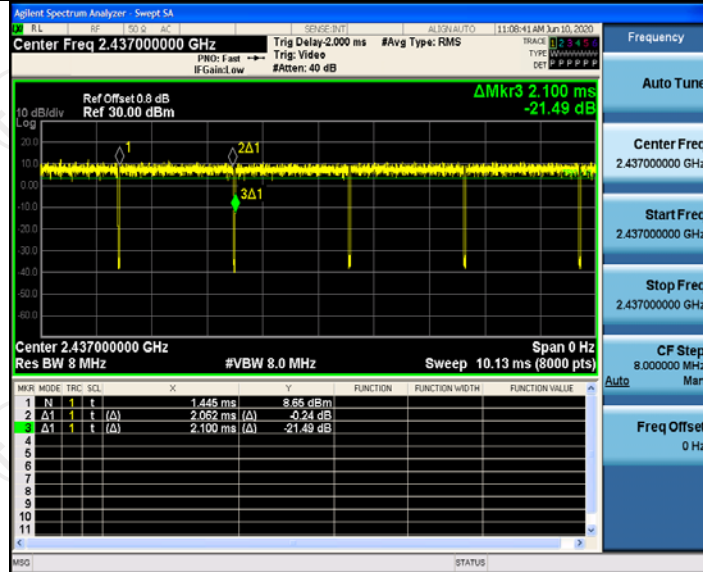 Agilent Spectrum Analyzer - Swept SA
RL RF 50 Ω AC SENSE:INT ALIGNAUTO 11:08:41 AM Jun 10, 2020
Center Freq 2.437000000 GHz
PNO: Fast
IFGain:Low
Trig Delay-2.000 ms
Trig: Video
#Atten: 40 dB
#Avg Type: RMS
TRACE 1 2 3 4 5 6
TYPE
DET P P P P P P
ΔMkr3 2.100 ms
-21.49 dB
Ref Offset 0.8 dB
10 dB/div Ref 30.00 dBm
Log
20.0
10.0
0.00
-10.0
-20.0
-30.0
-40.0
-50.0
-60.0
1
2Δ1
3Δ1
Center 2.437000000 GHz Span 0 Hz
Res BW 8 MHz #VBW 8.0 MHz Sweep 10.13 ms (8000 pts)
MKR MODE TRC SCL X Y FUNCTION FUNCTION WIDTH FUNCTION VALUE
1 N 1 t 1.445 ms 8.65 dBm
2 Δ1 1 t (Δ) 2.062 ms (Δ) -0.24 dB
3 Δ1 1 t (Δ) 2.100 ms (Δ) -21.49 dB
4
5
6
7
8
9
10
11
MSG STATUS
Frequency
Auto Tune
Center Freq
2.437000000 GHz
Start Freq
2.437000000 GHz
Stop Freq
2.437000000 GHz
CF Step
8.000000 MHz
Auto Man
Freq Offset
0 Hz